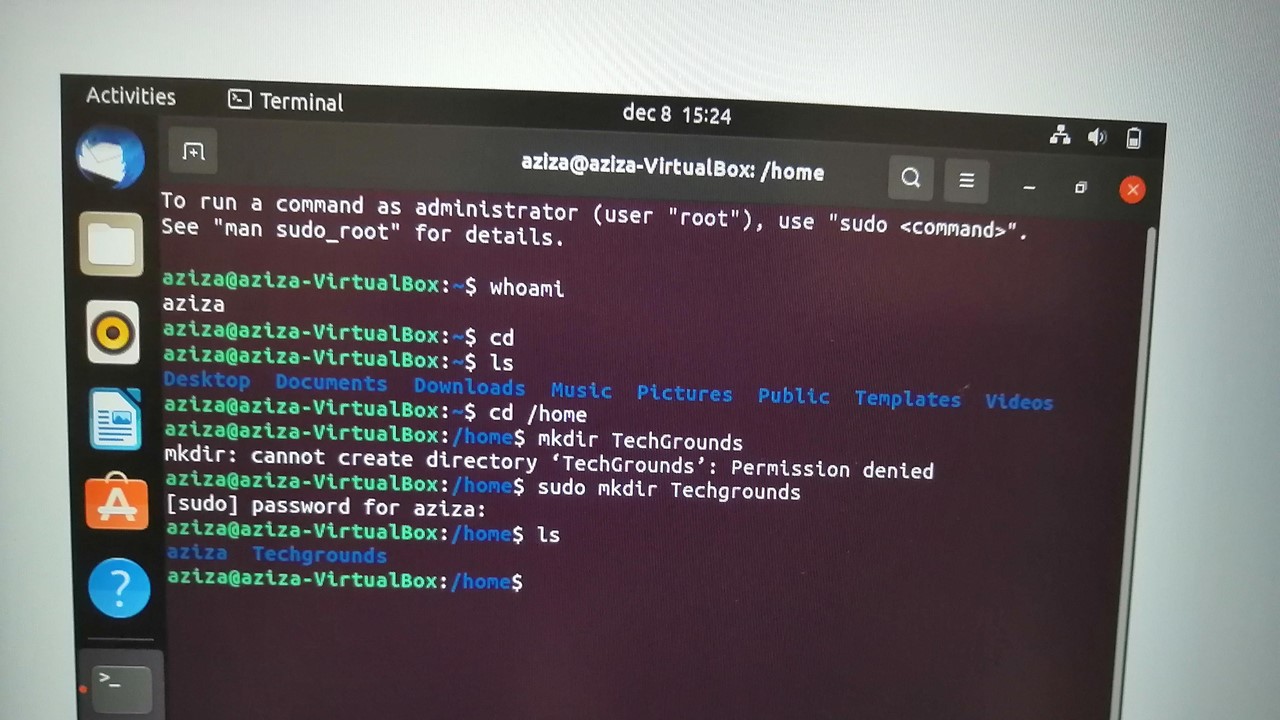 Activities Terminal dec 8 15:24
aziza@aziza-VirtualBox: /home
To run a command as administrator (user "root"), use "sudo <command>".
See "man sudo_root" for details.
aziza@aziza-VirtualBox:~$ whoami
aziza
aziza@aziza-VirtualBox:~$ cd
aziza@aziza-VirtualBox:~$ ls
Desktop Documents Downloads Music Pictures Public Templates Videos
aziza@aziza-VirtualBox:~$ cd /home
aziza@aziza-VirtualBox:/home$ mkdir TechGrounds
mkdir: cannot create directory ‘TechGrounds’: Permission denied
aziza@aziza-VirtualBox:/home$ sudo mkdir Techgrounds
[sudo] password for aziza:
aziza@aziza-VirtualBox:/home$ ls
aziza Techgrounds
aziza@aziza-VirtualBox:/home$